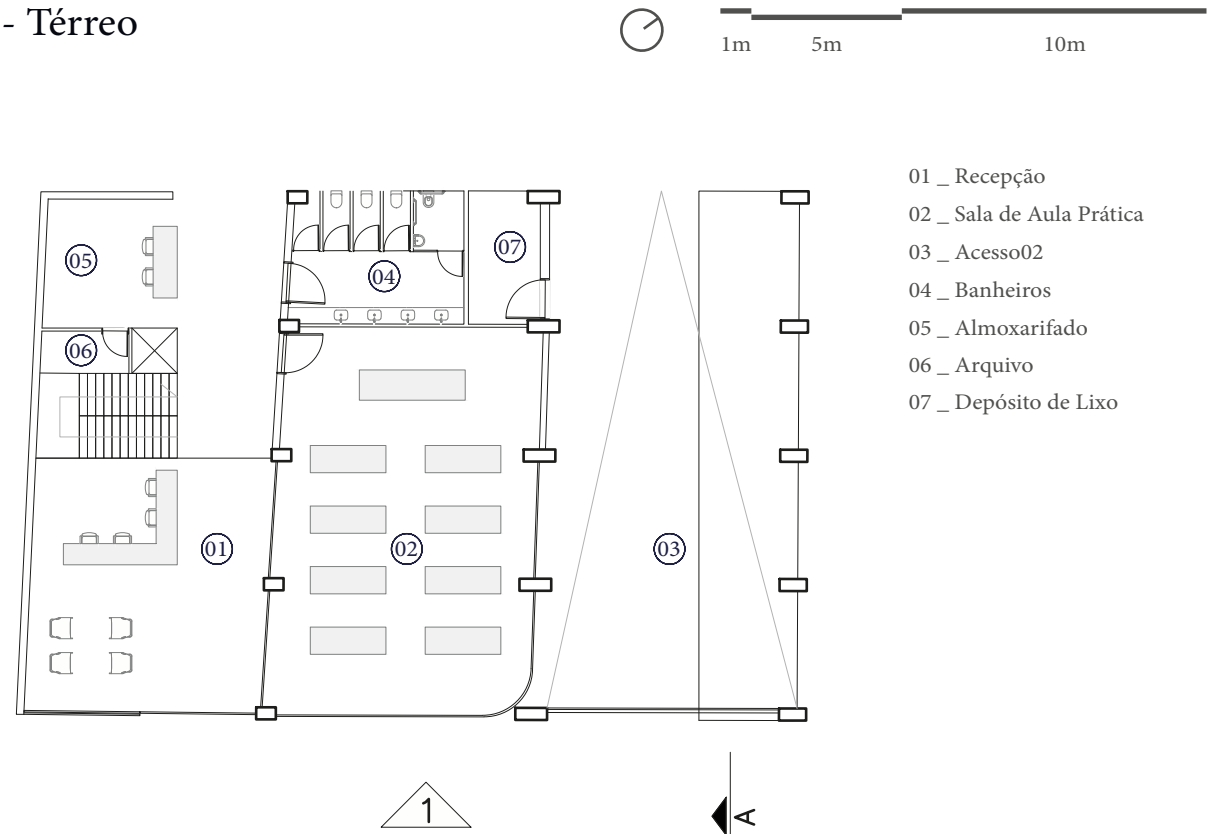 - Térreo
1m 5m 10m
01 _ Recepção
02 _ Sala de Aula Prática
03 _ Acesso02
04 _ Banheiros
05 _ Almoxarifado
06 _ Arquivo
07 _ Depósito de Lixo
05
04
07
06
01
02
03
1
A